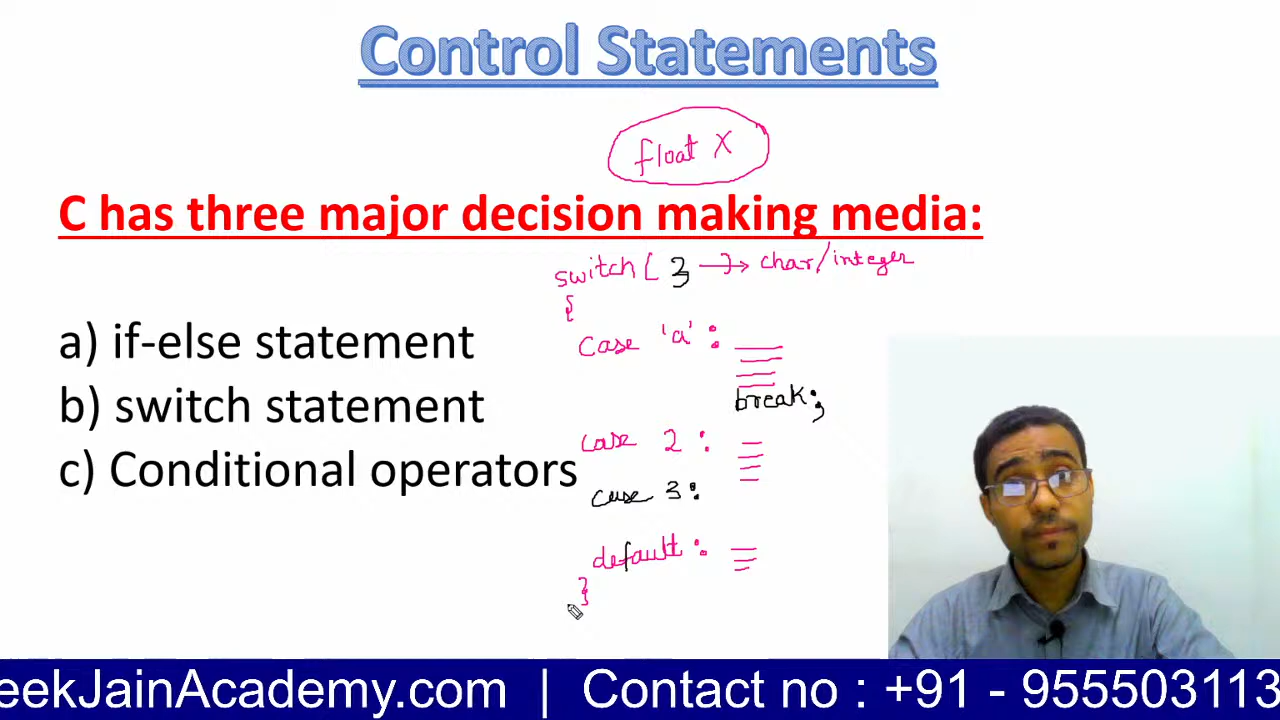 Control Statements
float X
C has three major decision making media:
switch( 3 ) → char/integer
{
a) if-else statement
case 'a' :
break;
b) switch statement
case 2 :
c) Conditional operators
case 3 :
default :
}
eekJainAcademy.com | Contact no : +91 - 955503113